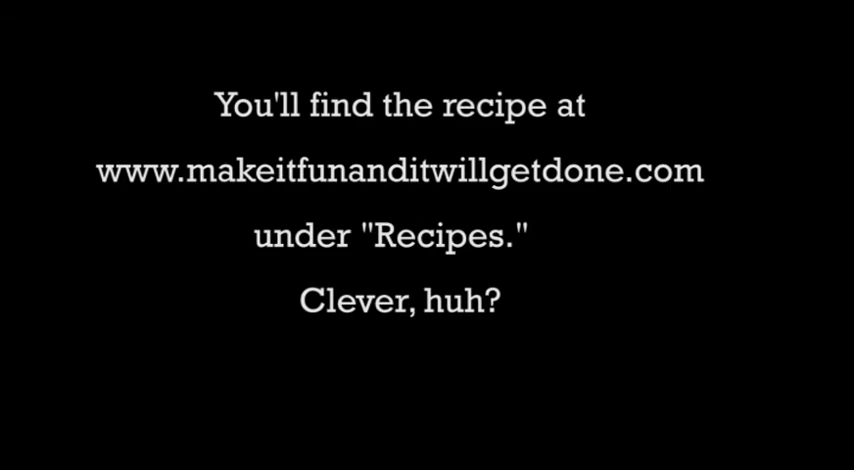 You'll find the recipe at
www.makeitfunanditwillgetdone.com
under "Recipes."
Clever, huh?